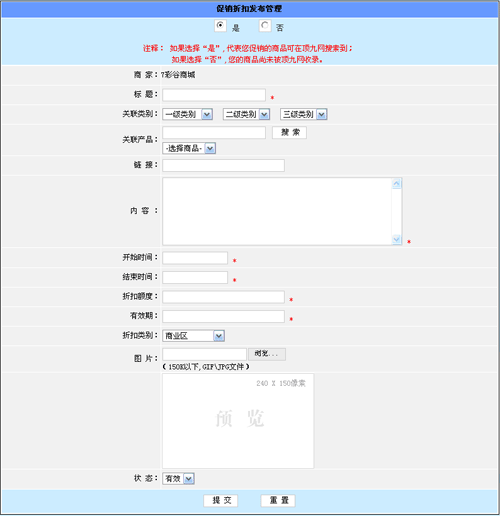 促销折扣发布管理
是 否
注释： 如果选择“是”,代表您促销的商品可在顶九网搜索到；
如果选择“否”,您的商品尚未被顶九网收录。
商 家：7彩谷商城
标 题： *
关联类别： 一级类别 二级类别 三级类别
关联产品： 搜 索
-选择商品-
链 接：
内 容 ： *
开始时间： *
结束时间： *
折扣额度： *
有效期： *
折扣类别： 商业区
图 片： 浏览...
( 150K以下,GIF\JPG文件 )
240 X 150像素
预 览
状 态： 有效
提 交 重 置